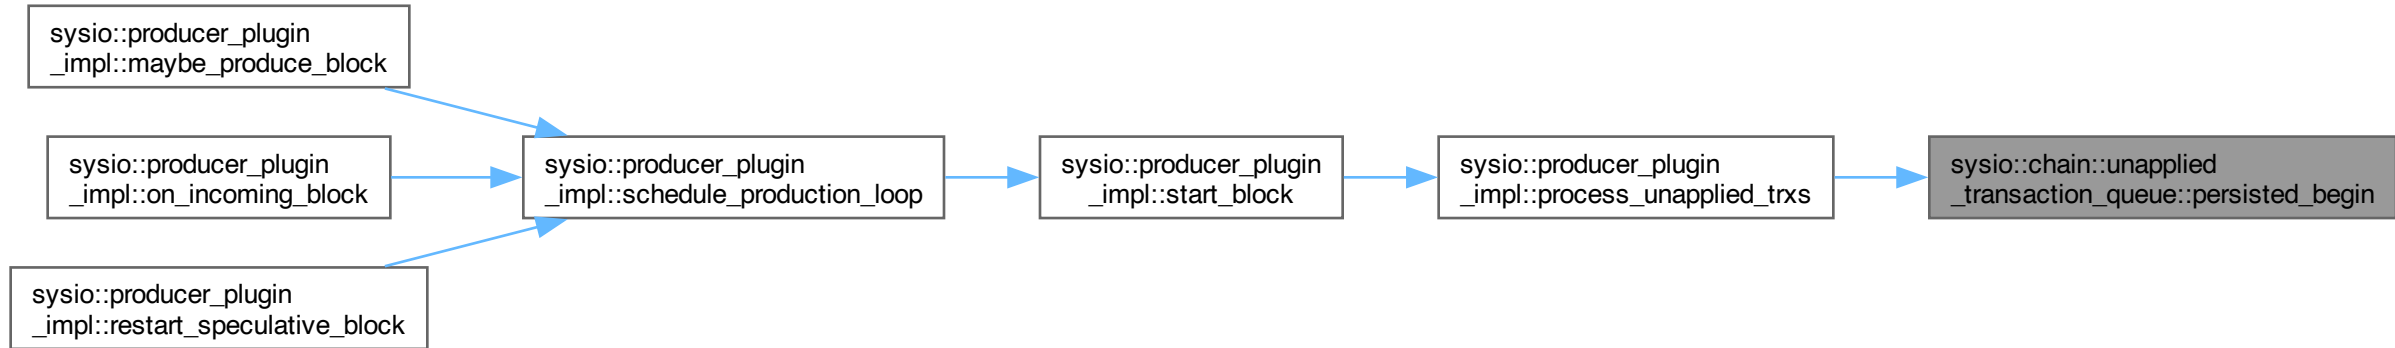 sysio::producer_plugin
_impl::maybe_produce_block
sysio::producer_plugin
_impl::on_incoming_block
sysio::producer_plugin
_impl::restart_speculative_block
sysio::producer_plugin
_impl::schedule_production_loop
sysio::producer_plugin
_impl::start_block
sysio::producer_plugin
_impl::process_unapplied_trxs
sysio::chain::unapplied
_transaction_queue::persisted_begin